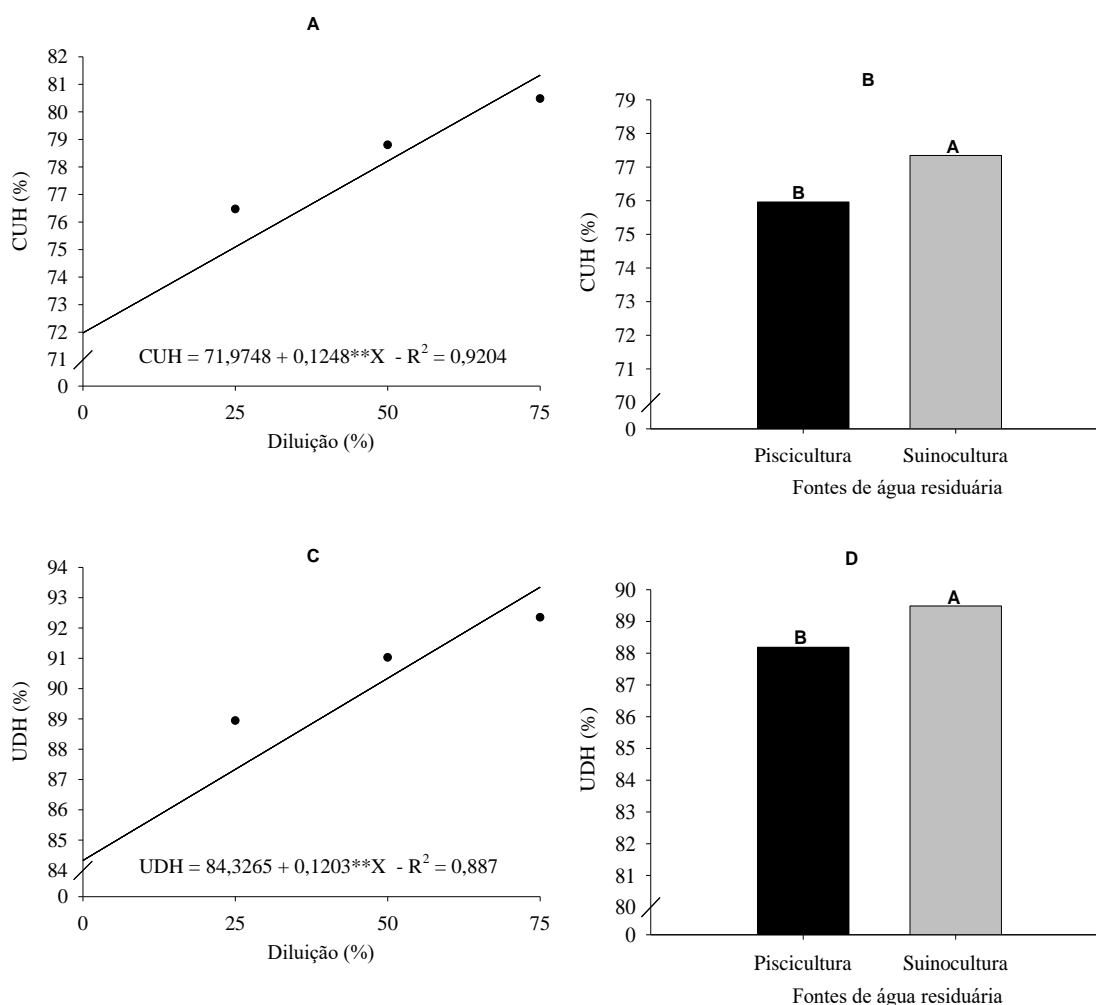 A
82
81
80
79
78
77
76
75
74
73
72
71
0
CUH (%)
CUH = 71,9748 + 0,1248**X - R² = 0,9204
0 25 50 75
Diluição (%)
B
79
78
77
76
75
74
73
72
71
70
0
CUH (%)
B
A
Piscicultura Suinocultura
Fontes de água residuária
C
94
93
92
91
90
89
88
87
86
85
84
0
UDH (%)
UDH = 84,3265 + 0,1203**X - R² = 0,887
0 25 50 75
Diluição (%)
D
90
89
88
87
86
85
84
83
82
81
80
0
UDH (%)
B
A
Piscicultura Suinocultura
Fontes de água residuária